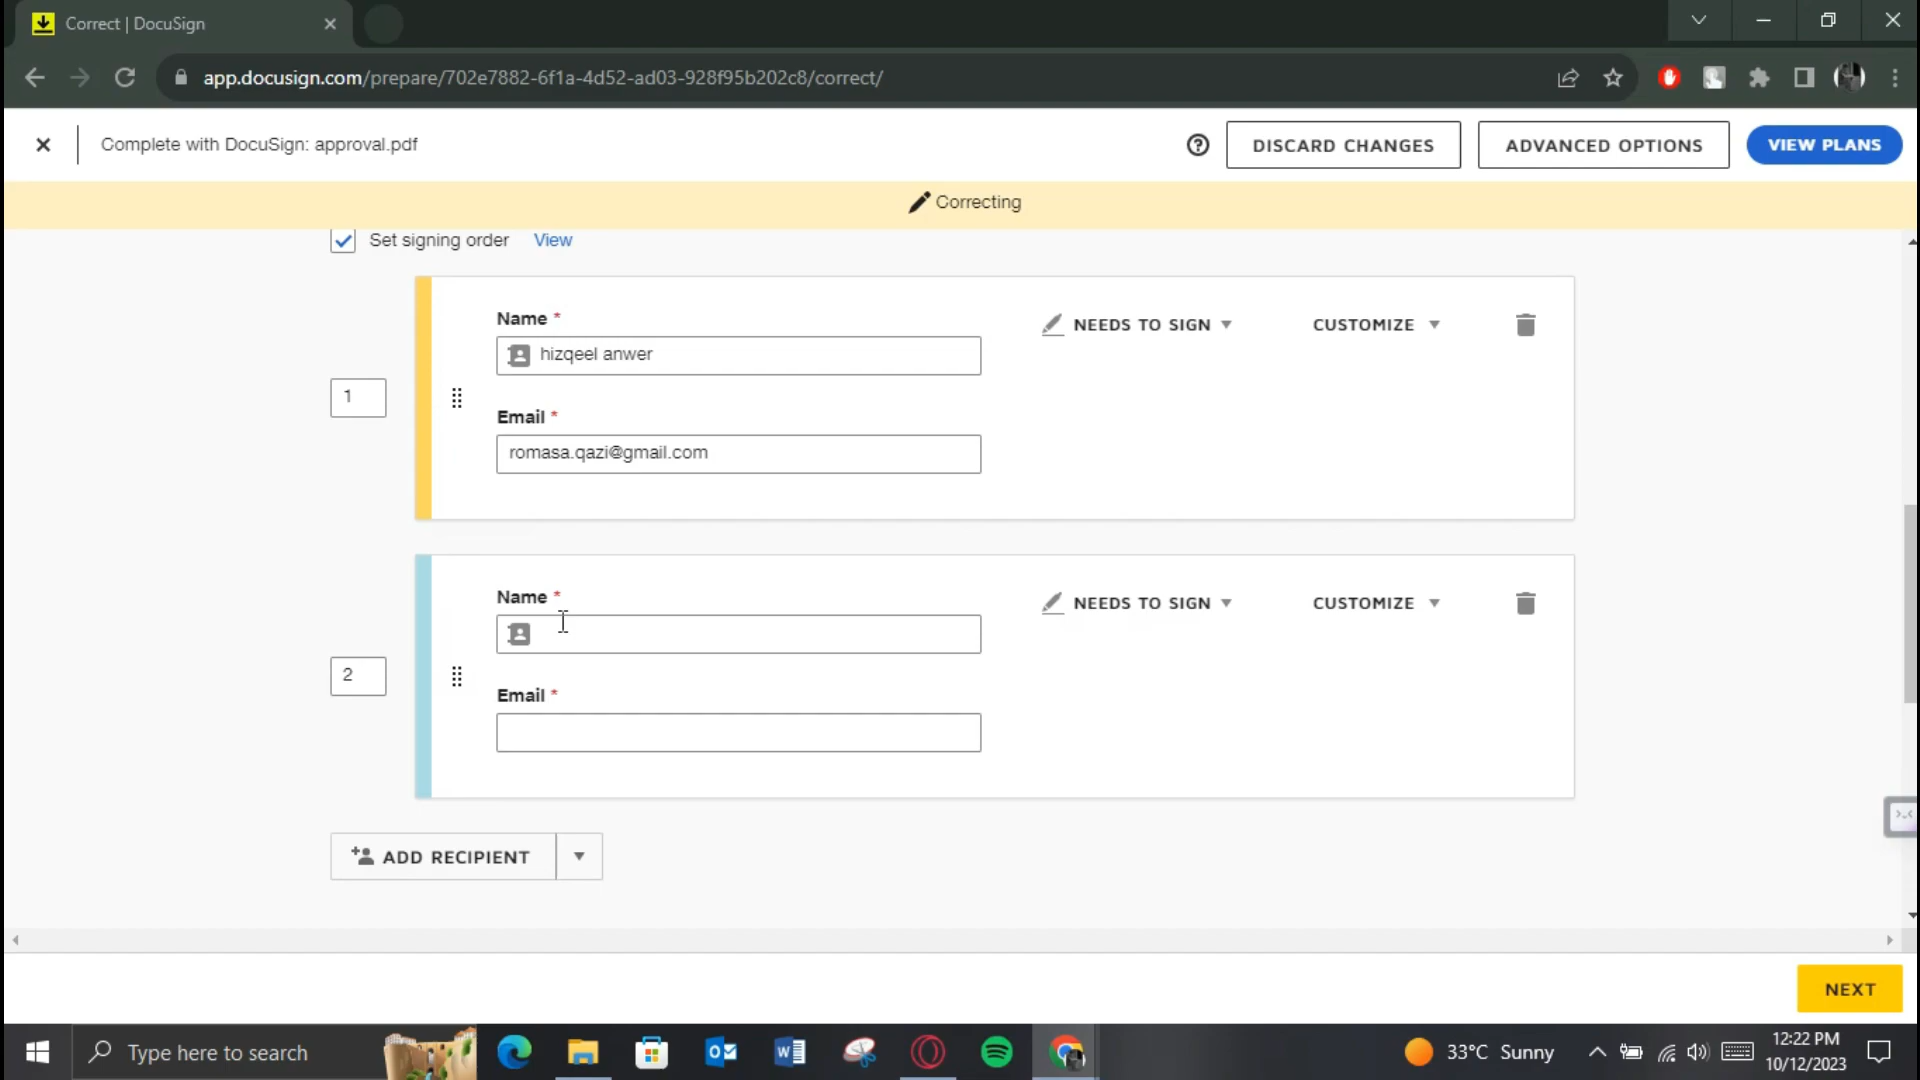 Correct | DocuSign
app.docusign.com/prepare/702e7882-6f1a-4d52-ad03-928f95b202c8/correct/
Complete with DocuSign: approval.pdf
DISCARD CHANGES
ADVANCED OPTIONS
VIEW PLANS
Correcting
Set signing order View
Name *
NEEDS TO SIGN
CUSTOMIZE
hizqeel anwer
1
Email *
romasa.qazi@gmail.com
Name *
NEEDS TO SIGN
CUSTOMIZE
2
Email *
ADD RECIPIENT
NEXT
Type here to search
33°C Sunny
12:22 PM
10/12/2023